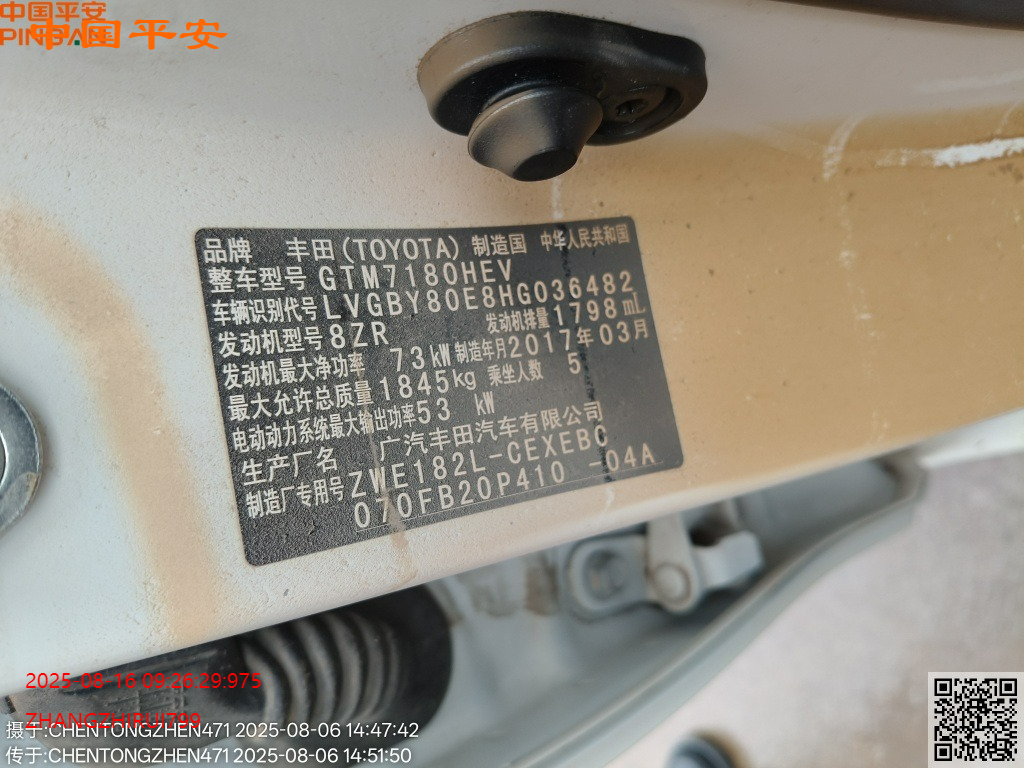 中国平安
PING AN
中国平安
品牌 丰田(TOYOTA) 制造国 中华人民共和国
整车型号 GTM7180HEV
车辆识别代号 LVGBY80E8HG036482
发动机型号 8ZR 发动机排量 1798 mL
发动机最大净功率 73 kW 制造年月 2017年03月
最大允许总质量 1845 kg 乘坐人数 5
电动动力系统最大输出功率 53 kW
生产厂名 广汽丰田汽车有限公司
制造厂专用号 ZWE182L-CEXEBC
070FB20P410 -04A
2025-08-16 09:26:29:975
ZHANGZHIRUI799
摄于:CHENTONGZHEN471 2025-08-06 14:47:42
传于:CHENTONGZHEN471 2025-08-06 14:51:50